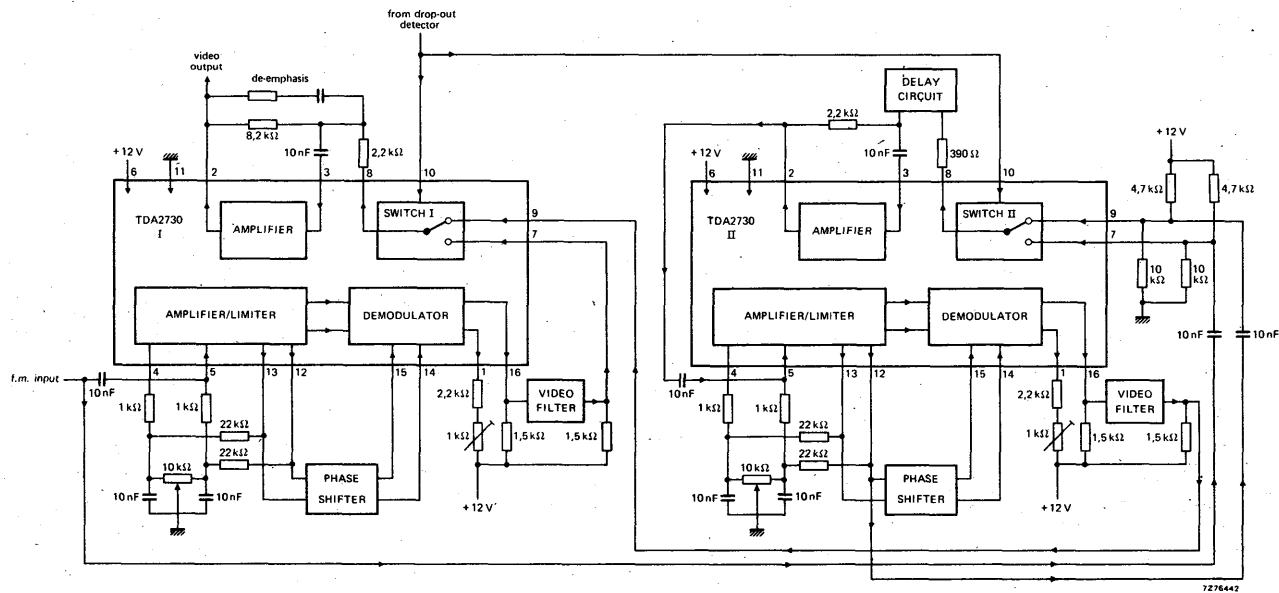 from drop-out
detector
video
output
de-emphasis
8,2 kΩ
10 nF
2,2 kΩ
+ 12 V
6
11
2
3
8
10
TDA2730
I
AMPLIFIER
SWITCH I
9
7
AMPLIFIER/LIMITER
DEMODULATOR
f.m. input
10 nF
4
5
13
12
15
14
1
16
1 kΩ
1 kΩ
22 kΩ
22 kΩ
10 kΩ
10 nF
10 nF
PHASE
SHIFTER
2,2 kΩ
1 kΩ
1,5 kΩ
VIDEO
FILTER
1,5 kΩ
+ 12 V
DELAY
CIRCUIT
2,2 kΩ
10 nF
390 Ω
+ 12 V
6
11
2
3
8
10
TDA2730
II
AMPLIFIER
SWITCH II
9
7
+ 12 V
4,7 kΩ
4,7 kΩ
10
kΩ
10
kΩ
10 nF
10 nF
AMPLIFIER/LIMITER
DEMODULATOR
10 nF
4
5
13
12
15
14
1
16
1 kΩ
1 kΩ
22 kΩ
22 kΩ
10 kΩ
10 nF
10 nF
PHASE
SHIFTER
2,2 kΩ
1 kΩ
1,5 kΩ
VIDEO
FILTER
1,5 kΩ
+ 12 V
7Z76442